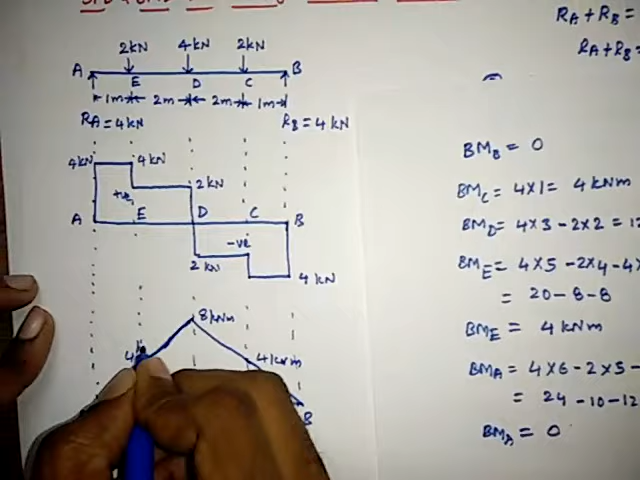 RA + RB =
RA+RB=
2kN 4kN 2kN
A E D C B
1m 2m 2m 1m
RA = 4kN RB = 4 kN
4kN 4kN
+ve 2kN
A E D C B
-ve
2 kN
4 kN
8kNm
4 4kNm
B
BMB = 0
BMC = 4×1 = 4 kNm
BMD = 4×3 - 2×2 =
BME = 4×5 - 2×4 - 4×
= 20 - 8 - 8
BME = 4 kNm
BMA = 4×6 - 2×5 -
= 24 - 10 - 12
BMA = 0